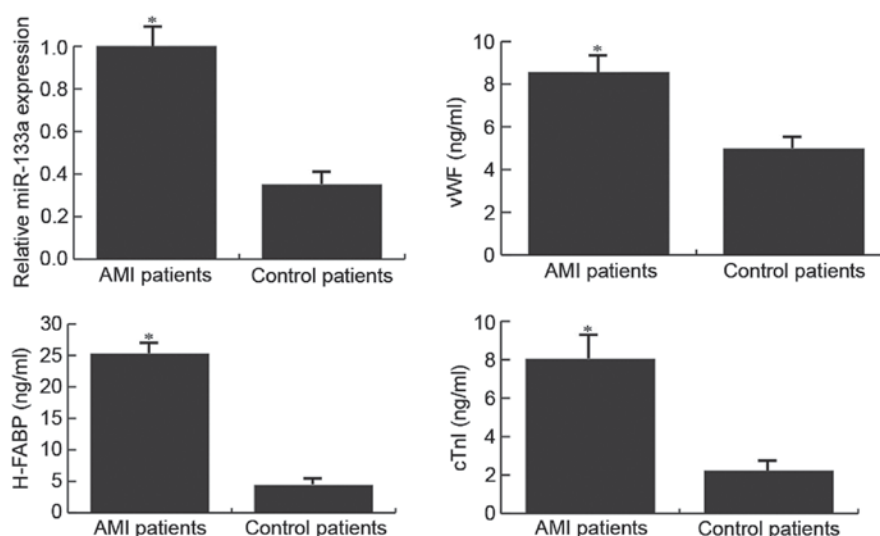 Relative miR-133a expression
1.0
0.8
0.6
0.4
0.2
0.0
*
AMI patients
Control patients
vWF (ng/ml)
10
8
6
4
2
0
*
AMI patients
Control patients
H-FABP (ng/ml)
30
25
20
15
10
5
0
*
AMI patients
Control patients
cTnI (ng/ml)
10
8
6
4
2
0
*
AMI patients
Control patients